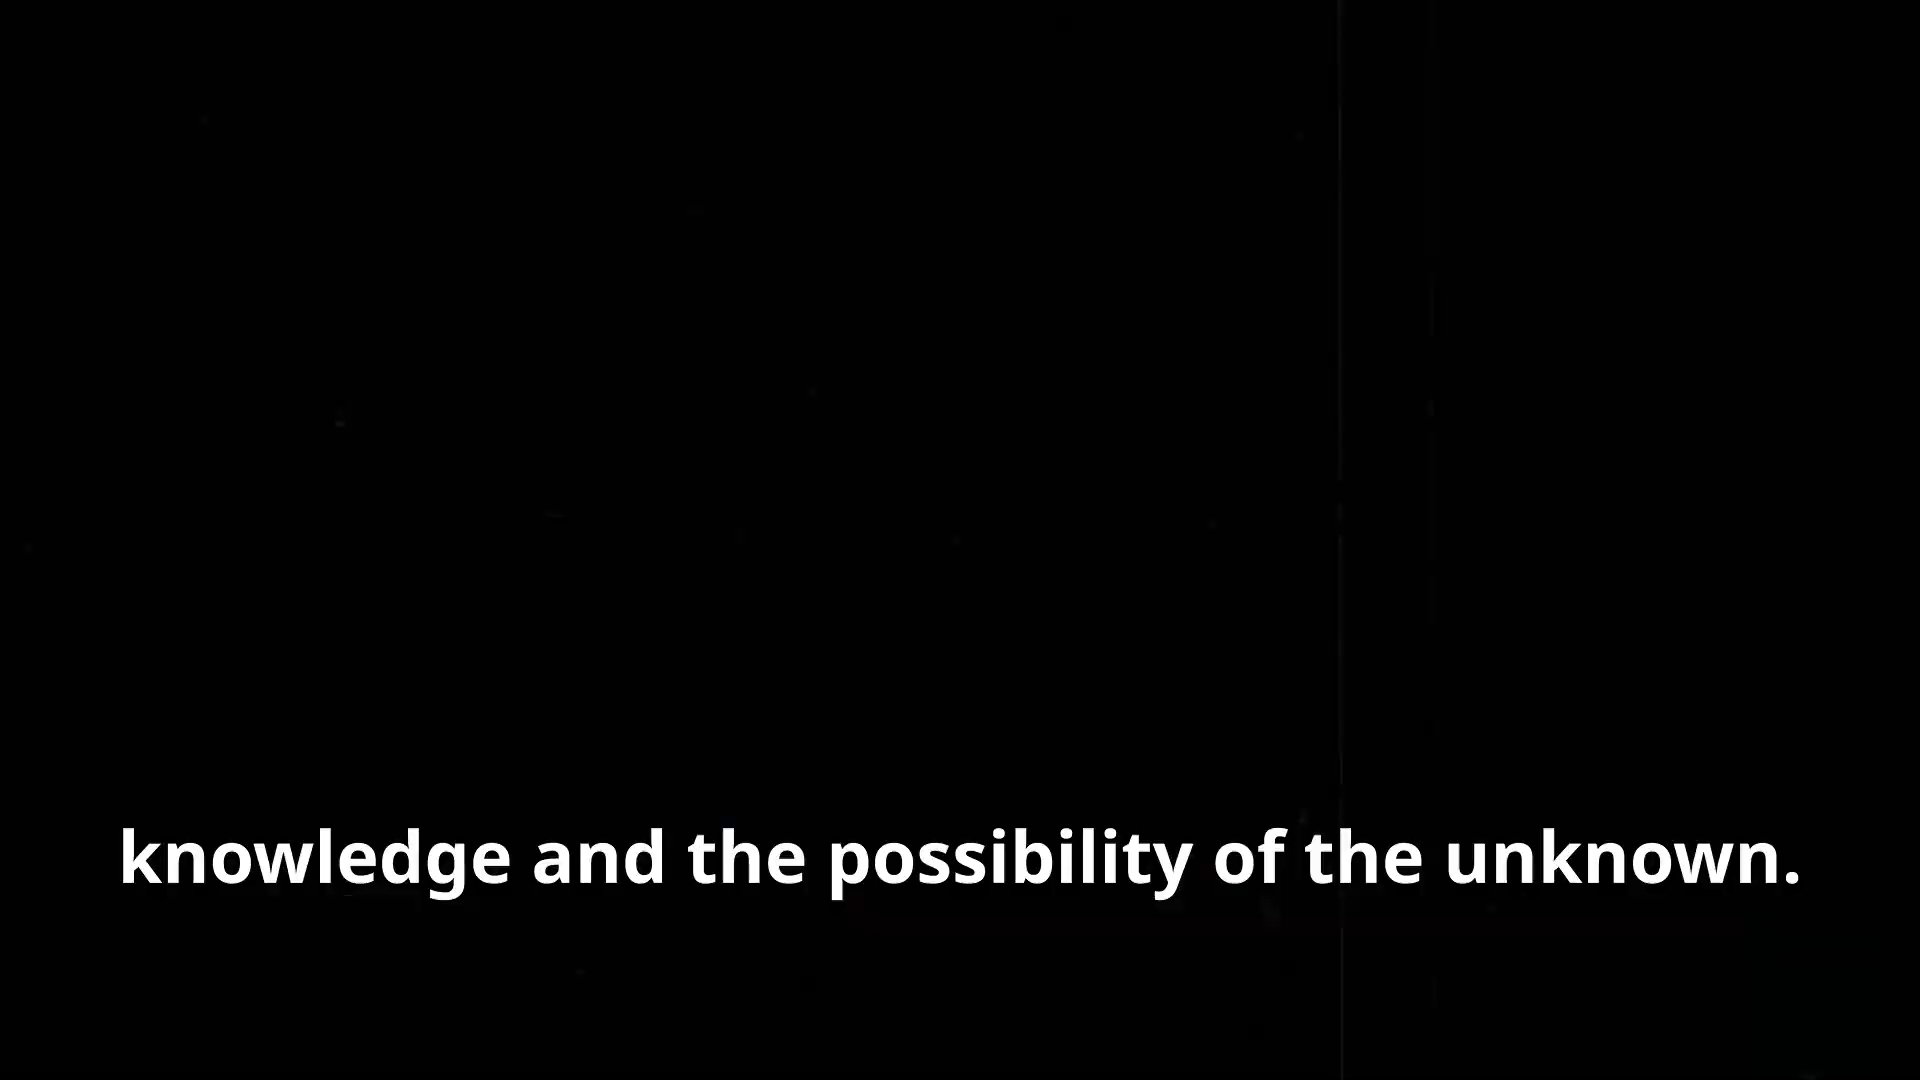 knowledge and the possibility of the unknown.